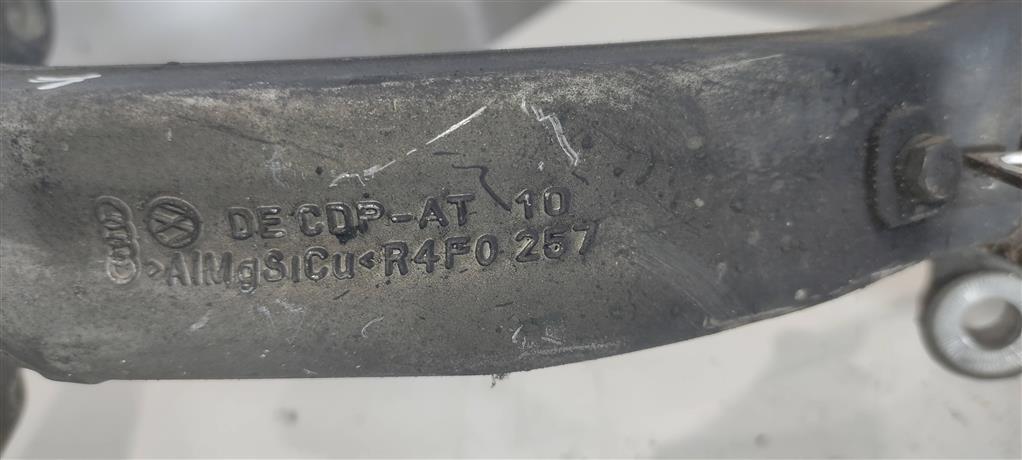 DE CDP-AT 10
>AlMgSiCu<R4F0 257